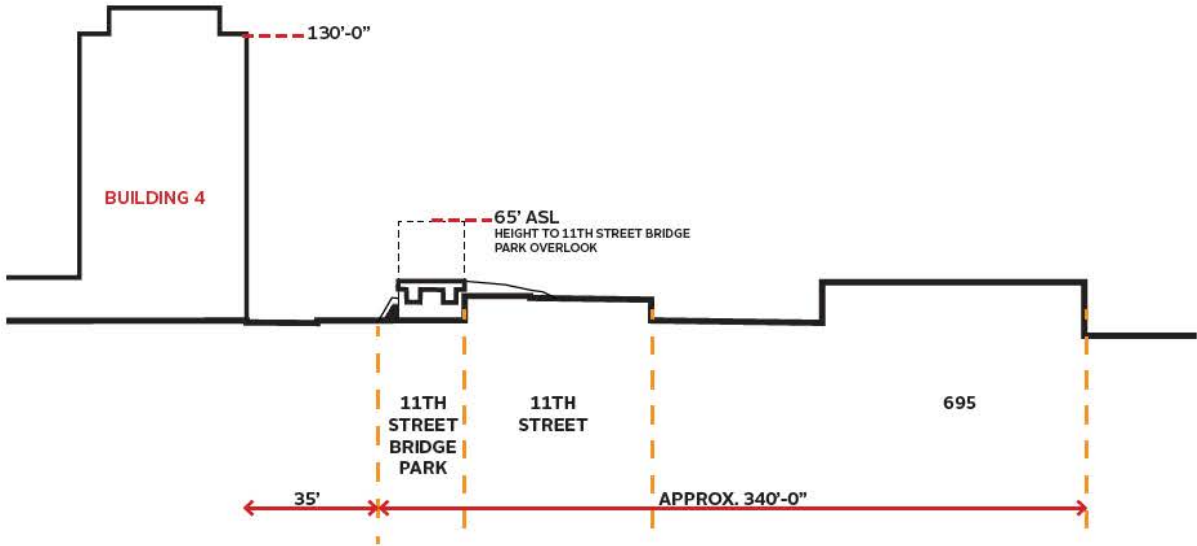 130'-0”
BUILDING 4
65' ASL
HEIGHT TO 11TH STREET BRIDGE
PARK OVERLOOK
11TH
STREET
BRIDGE
PARK
11TH
STREET
695
35'
APPROX. 340'-0”